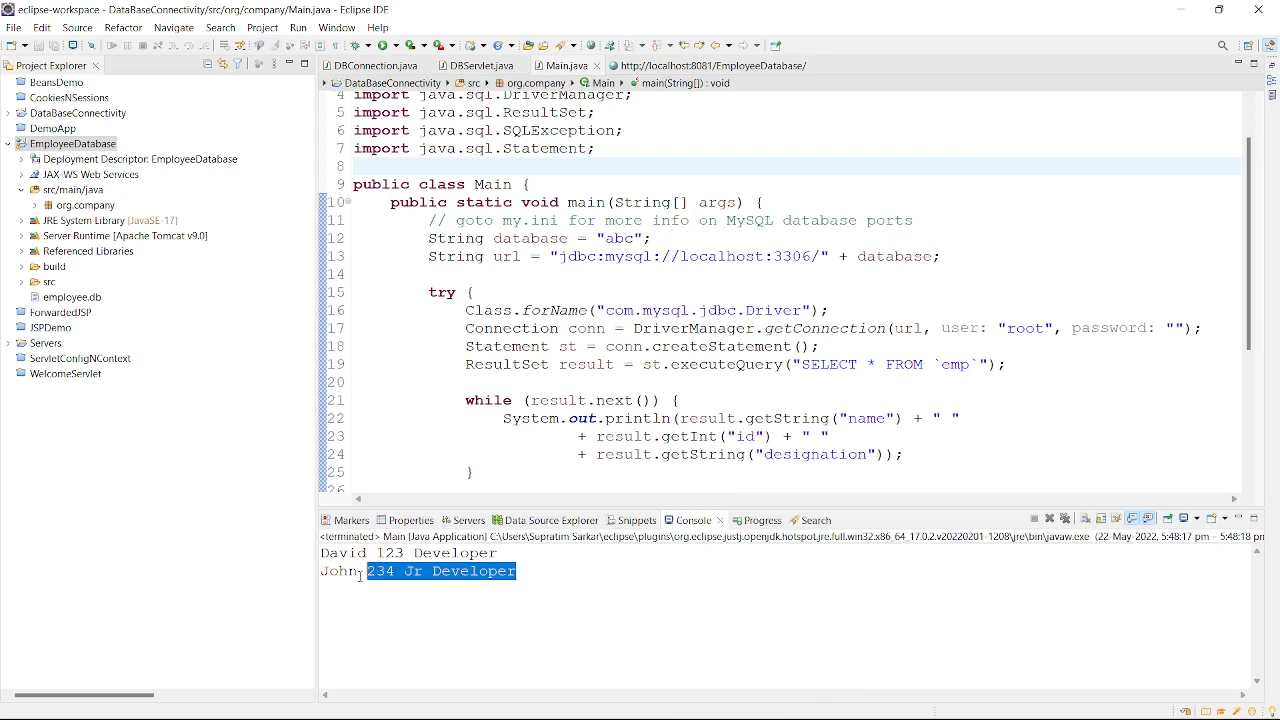 eclipse-workspace - DataBaseConnectivity/src/org/company/Main.java - Eclipse IDE
File Edit Source Refactor Navigate Search Project Run Window Help
Project Explorer
DBConnection.java DBServlet.java Main.java http://localhost:8081/EmployeeDatabase/
DataBaseConnectivity src org.company Main main(String[]) : void
BeansDemo
CookiesNSessions
DataBaseConnectivity
DemoApp
EmployeeDatabase
Deployment Descriptor: EmployeeDatabase
JAX-WS Web Services
src/main/java
org.company
JRE System Library [JavaSE-17]
Server Runtime [Apache Tomcat v9.0]
Referenced Libraries
build
src
employee.db
ForwardedJSP
JSPDemo
Servers
ServletConfigNContext
WelcomeServlet
4 import java.sql.DriverManager;
5 import java.sql.ResultSet;
6 import java.sql.SQLException;
7 import java.sql.Statement;
8
9 public class Main {
10 public static void main(String[] args) {
11 // goto my.ini for more info on MySQL database ports
12 String database = "abc";
13 String url = "jdbc:mysql://localhost:3306/" + database;
14
15 try {
16 Class.forName("com.mysql.jdbc.Driver");
17 Connection conn = DriverManager.getConnection(url, user: "root", password: "");
18 Statement st = conn.createStatement();
19 ResultSet result = st.executeQuery("SELECT * FROM `emp`");
20
21 while (result.next()) {
22 System.out.println(result.getString("name") + " "
23 + result.getInt("id") + " "
24 + result.getString("designation"));
25 }
26
Markers Properties Servers Data Source Explorer Snippets Console Progress Search
<terminated> Main [Java Application] C:\Users\Supratim Sarkar\eclipse\plugins\org.eclipse.justj.openjdk.hotspot.jre.full.win32.x86_64_17.0.2.v20220201-1208\jre\bin\javaw.exe (22-May-2022, 5:48:17 pm – 5:48:18 pm)
David 123 Developer
John 234 Jr Developer